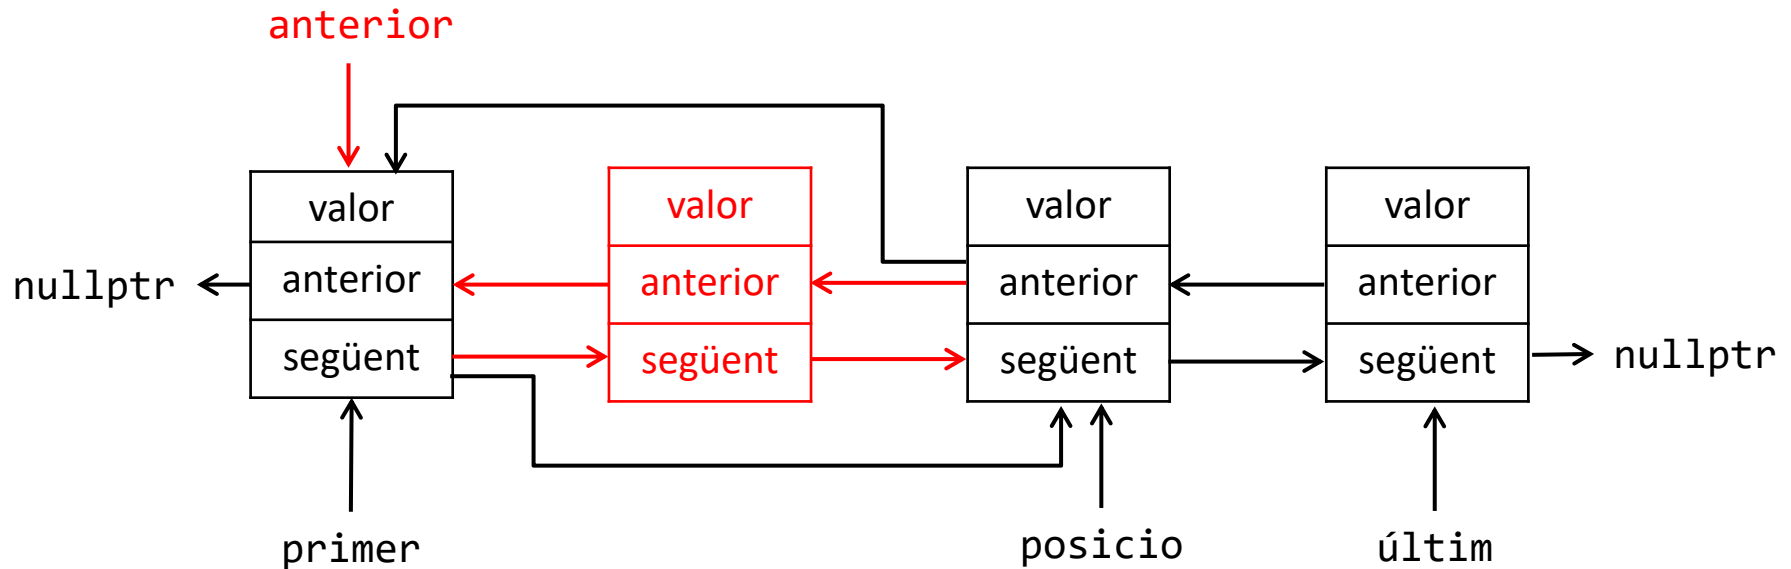 anterior
valor
valor
valor
valor
nullptr
anterior
anterior
anterior
anterior
següent
següent
següent
següent
nullptr
primer
posicio
últim